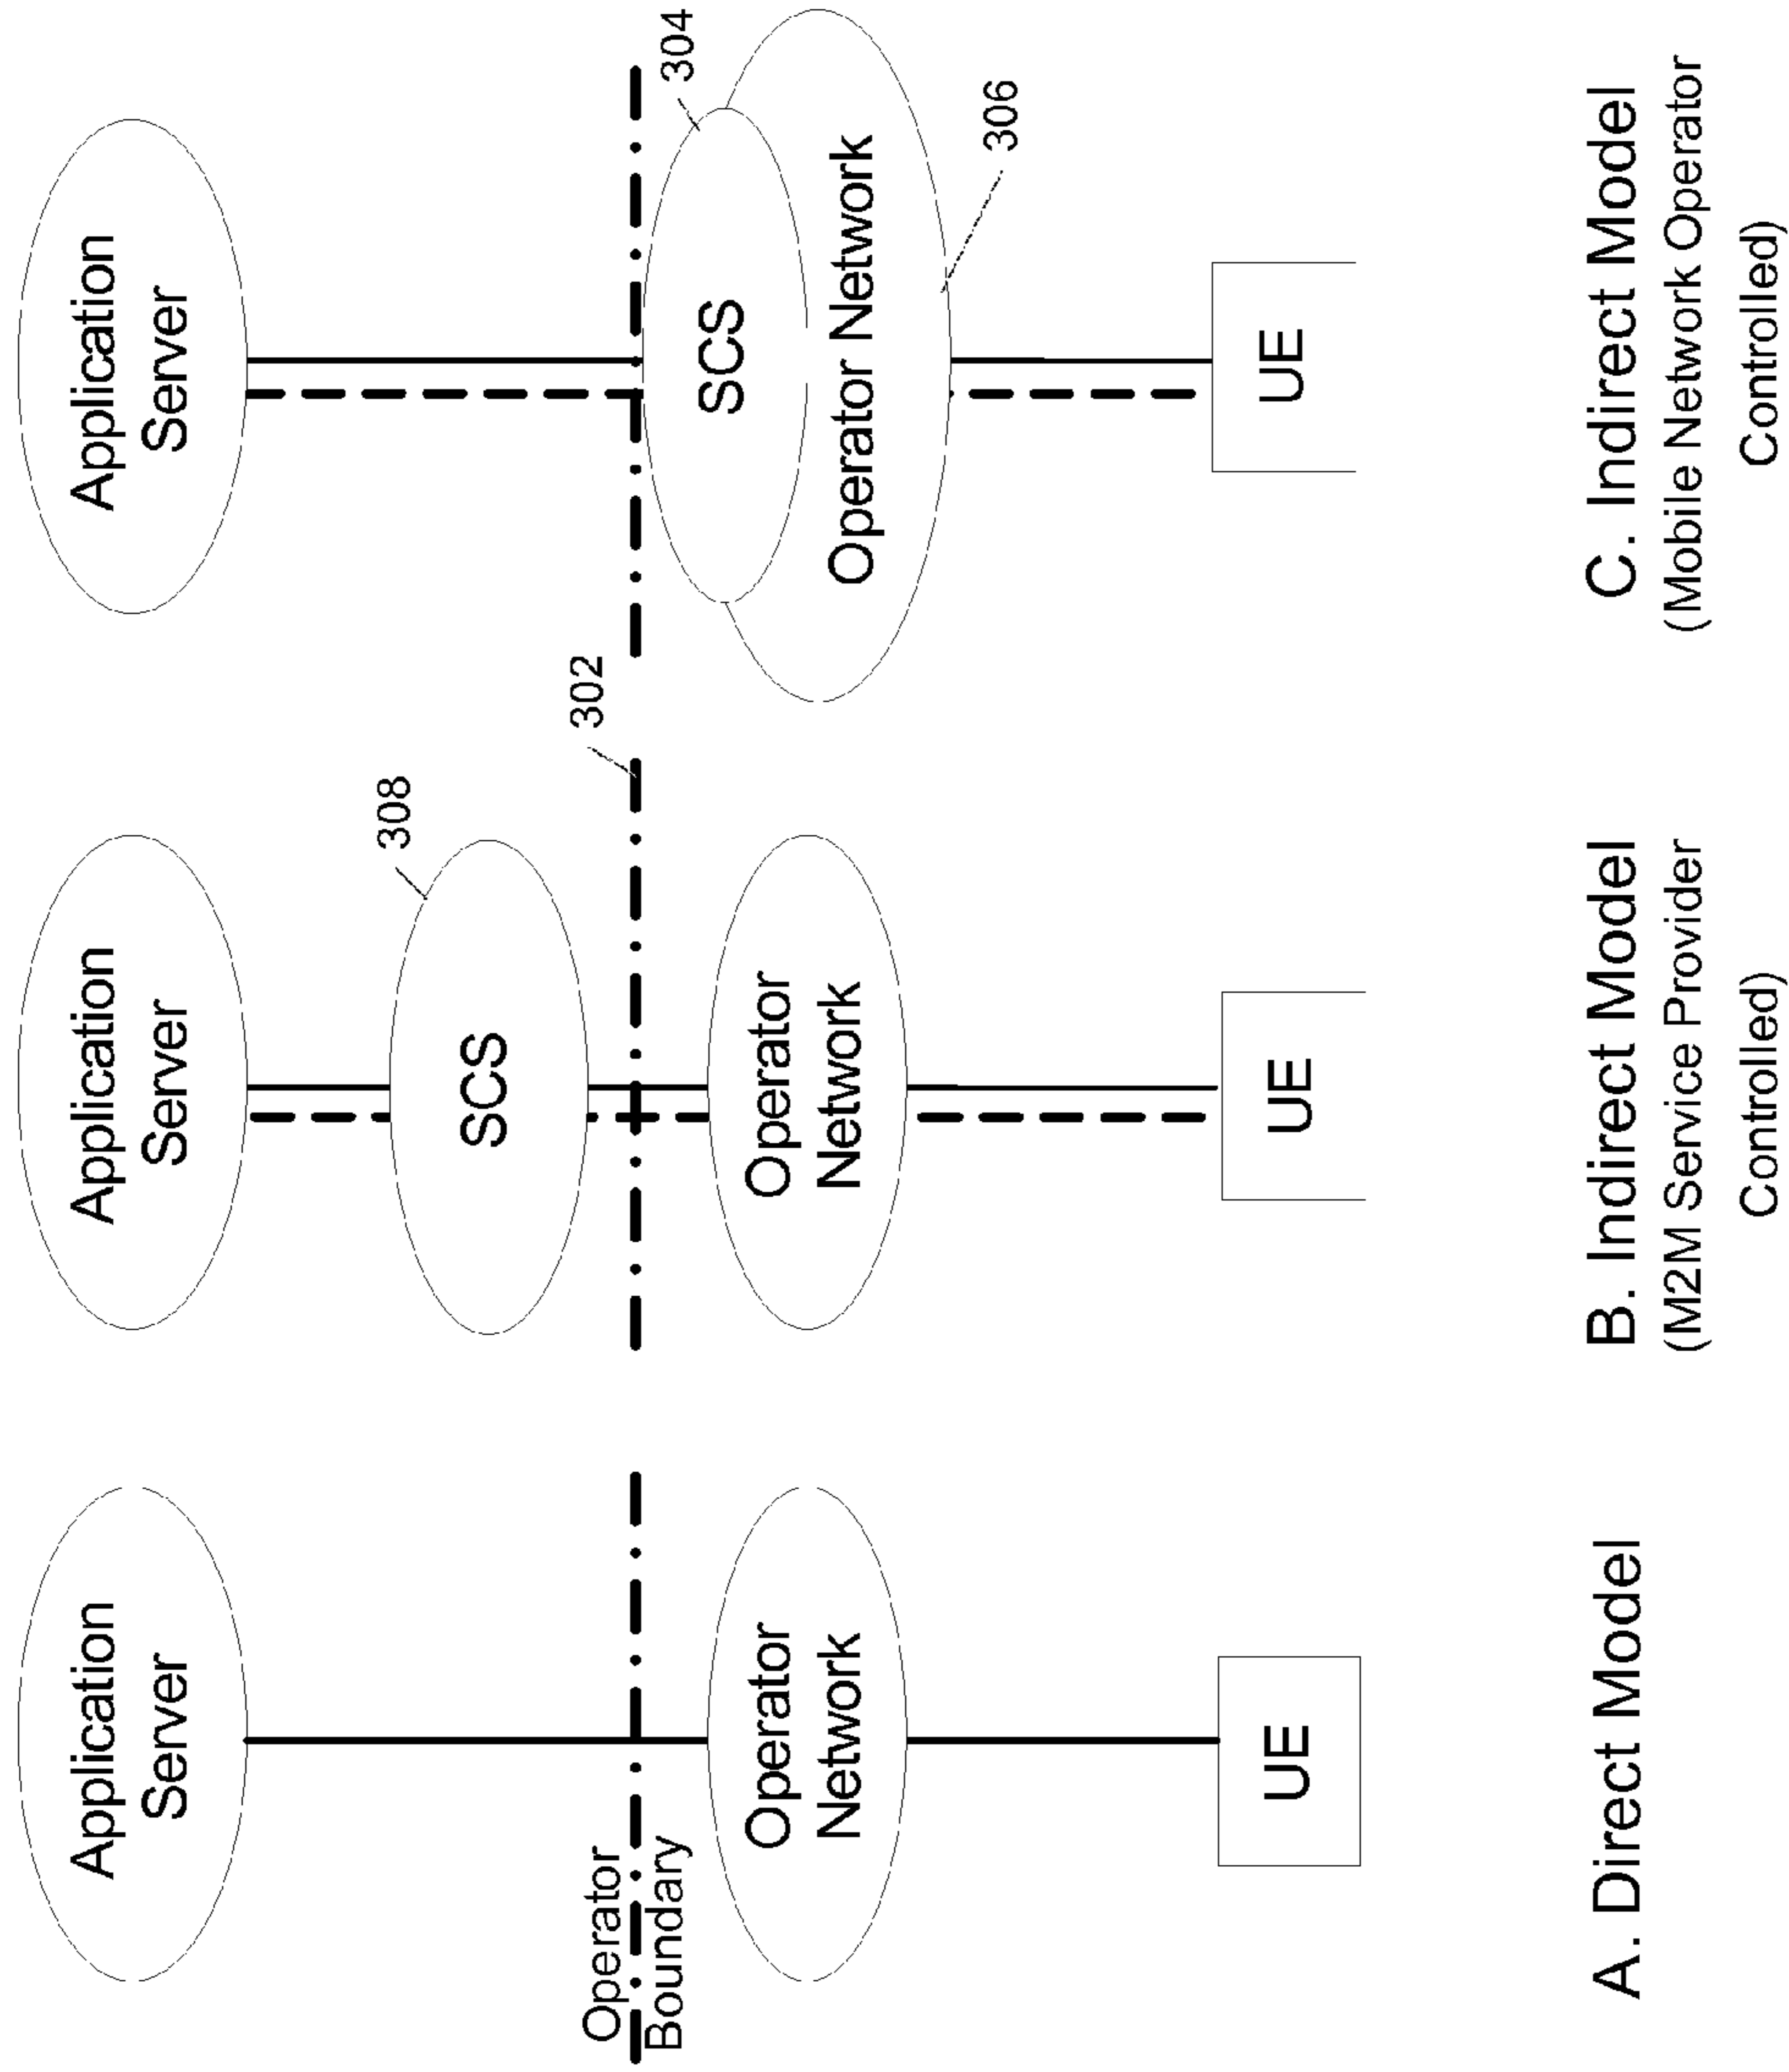 Application
Server
Operator
Boundary
Operator
Network
UE
A. Direct Model
Application
Server
308
SCS
302
Operator
Network
UE
B. Indirect Model
(M2M Service Provider
Controlled)
Application
Server
304
SCS
Operator Network
306
UE
C. Indirect Model
(Mobile Network Operator
Controlled)